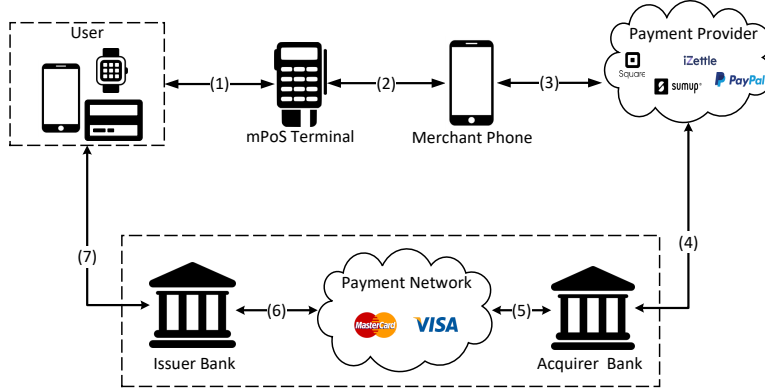 User
(1)
mPoS Terminal
(2)
Merchant Phone
(3)
Payment Provider
Square
iZettle
sumup
PayPal
(4)
(7)
Issuer Bank
(6)
Payment Network
MasterCard
VISA
(5)
Acquirer Bank